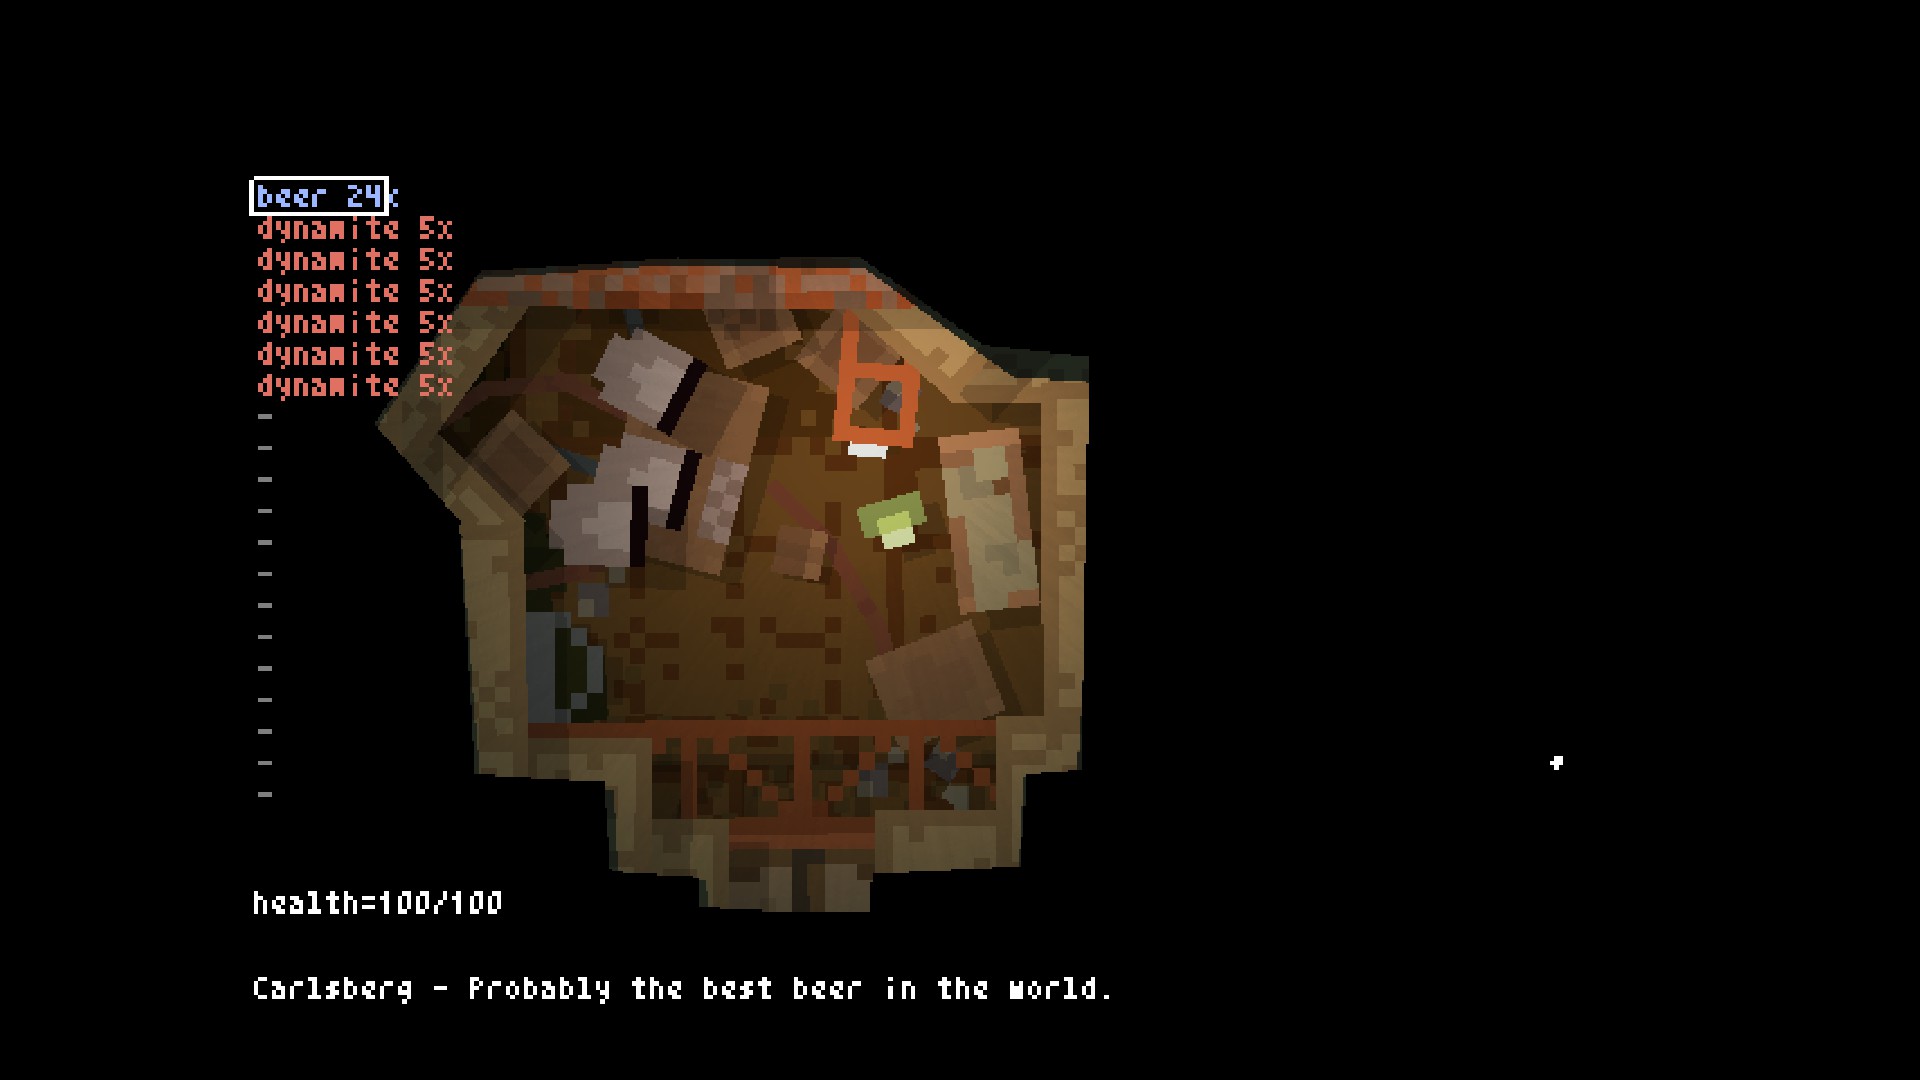 beer 24x
dynamite 5x
dynamite 5x
dynamite 5x
dynamite 5x
dynamite 5x
dynamite 5x
-
-
-
-
-
-
-
-
-
-
-
-
-
health=100/100
Carlsberg - Probably the best beer in the world.